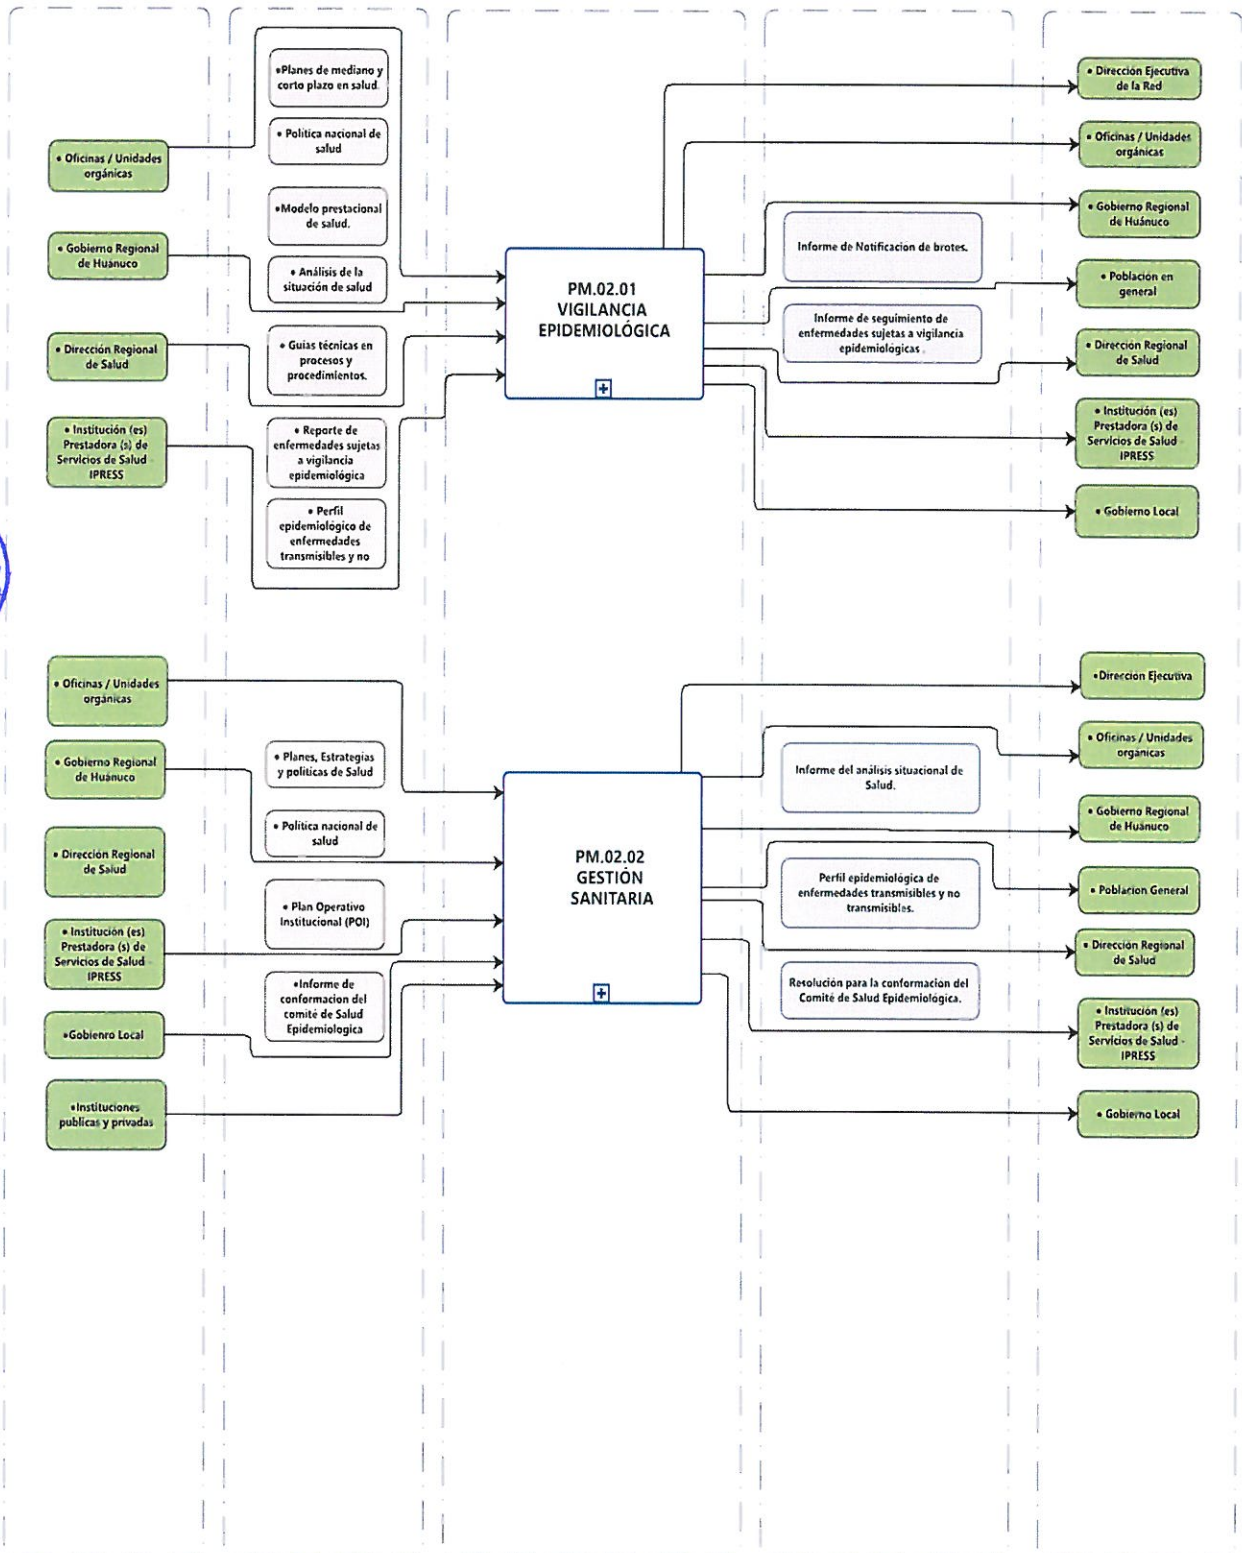 • Oficinas / Unidades
orgánicas
• Gobierno Regional
de Huánuco
• Dirección Regional
de Salud
• Institución (es)
Prestadora (s) de
Servicios de Salud -
IPRESS
•Planes de mediano y
corto plazo en salud.
• Política nacional de
salud
•Modelo prestacional
de salud.
• Análisis de la
situación de salud
• Guías técnicas en
procesos y
procedimientos.
• Reporte de
enfermedades sujetas
a vigilancia
epidemiológica
• Perfil
epidemiológico de
enfermedades
transmisibles y no
PM.02.01
VIGILANCIA
EPIDEMIOLÓGICA
Informe de Notificación de brotes.
Informe de seguimiento de
enfermedades sujetas a vigilancia
epidemiológicas .
• Dirección Ejecutiva
de la Red
• Oficinas / Unidades
orgánicas
• Gobierno Regional
de Huánuco
• Población en
general
• Dirección Regional
de Salud
• Institución (es)
Prestadora (s) de
Servicios de Salud -
IPRESS
• Gobierno Local
• Oficinas / Unidades
orgánicas
• Gobierno Regional
de Huánuco
• Dirección Regional
de Salud
• Institución (es)
Prestadora (s) de
Servicios de Salud -
IPRESS
•Gobienro Local
•Instituciones
publicas y privadas
• Planes, Estrategias
y políticas de Salud
• Política nacional de
salud
• Plan Operativo
Institucional (POI)
•Informe de
conformacion del
comité de Salud
Epidemiologica
PM.02.02
GESTIÓN
SANITARIA
Informe del análisis situacional de
Salud.
Perfil epidemiológica de
enfermedades transmisibles y no
transmisibles.
Resolución para la conformacion del
Comité de Salud Epidemiológica.
•Dirección Ejecutiva
• Oficinas / Unidades
orgánicas
• Gobierno Regional
de Huánuco
• Poblacion General
• Dirección Regional
de Salud
• Institución (es)
Prestadora (s) de
Servicios de Salud -
IPRESS
• Gobierno Local